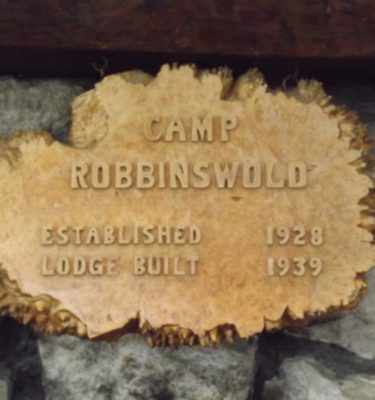 CAMP
ROBBINSWOLD
ESTABLISHED 1928
LODGE BUILT 1939